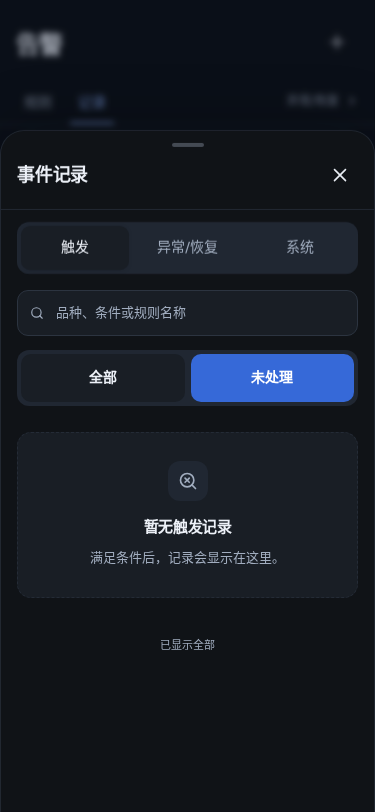 告警
记录
事件记录
触发
异常/恢复
系统
品种、条件或规则名称
全部
未处理
暂无触发记录
满足条件后，记录会显示在这里。
已显示全部